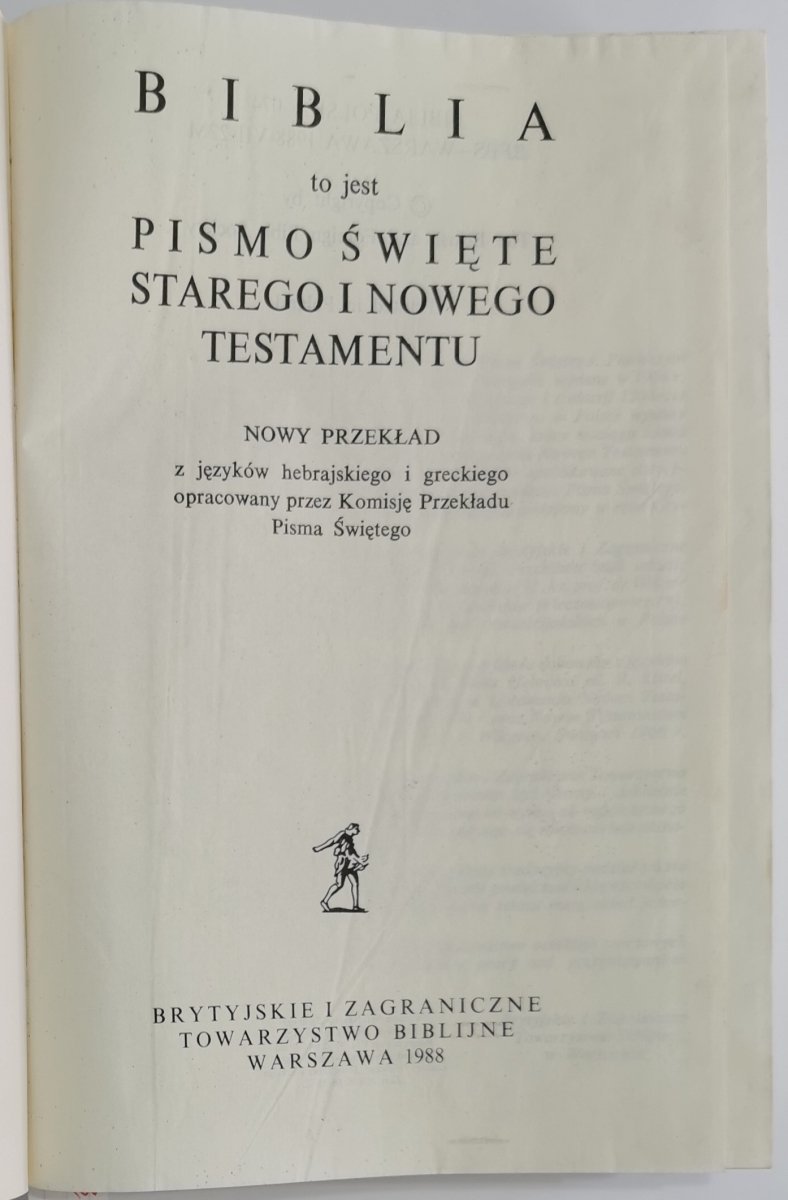 BIBLIA
to jest
PISMO ŚWIĘTE
STAREGO I NOWEGO
TESTAMENTU
NOWY PRZEKŁAD
z języków hebrajskiego i greckiego
opracowany przez Komisję Przekładu
Pisma Świętego
BRYTYJSKIE I ZAGRANICZNE
TOWARZYSTWO BIBLIJNE
WARSZAWA 1988